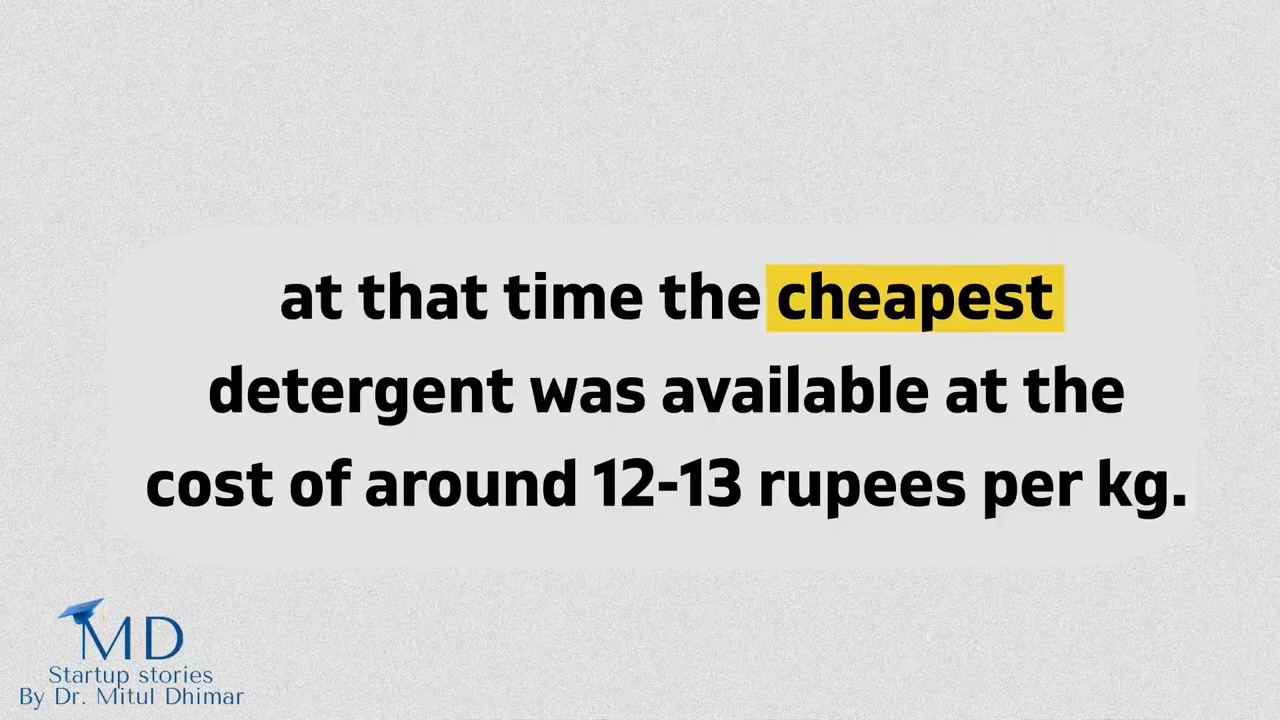 at that time the cheapest
detergent was available at the
cost of around 12-13 rupees per kg.
MD
Startup stories
By Dr. Mitul Dhimar